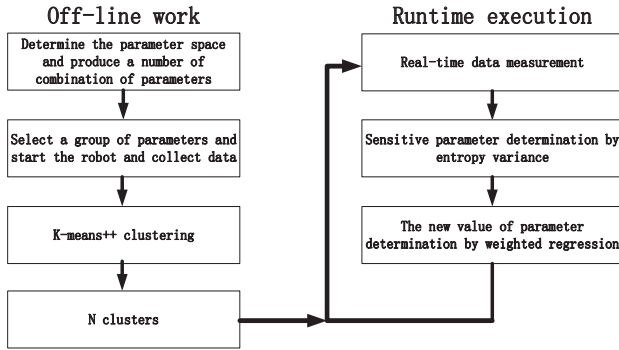 Off-line work
Determine the parameter space
and produce a number of
combination of parameters
Select a group of parameters and
start the robot and collect data
K-means++ clustering
N clusters
Runtime execution
Real-time data measurement
Sensitive parameter determination by
entropy variance
The new value of parameter
determination by weighted regression